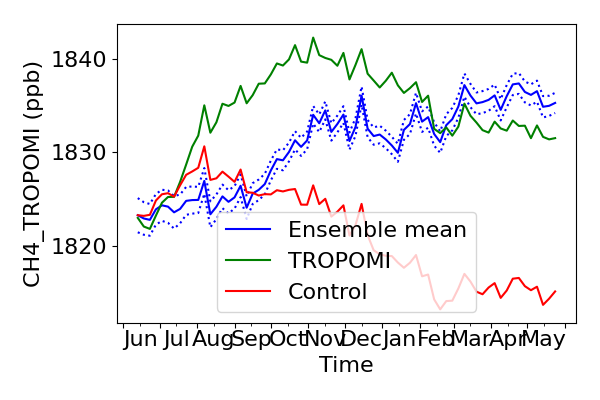 CH4_TROPOMI (ppb)
1840
1830
1820
Ensemble mean
TROPOMI
Control
Jun Jul Aug Sep Oct Nov Dec Jan Feb Mar Apr May
Time